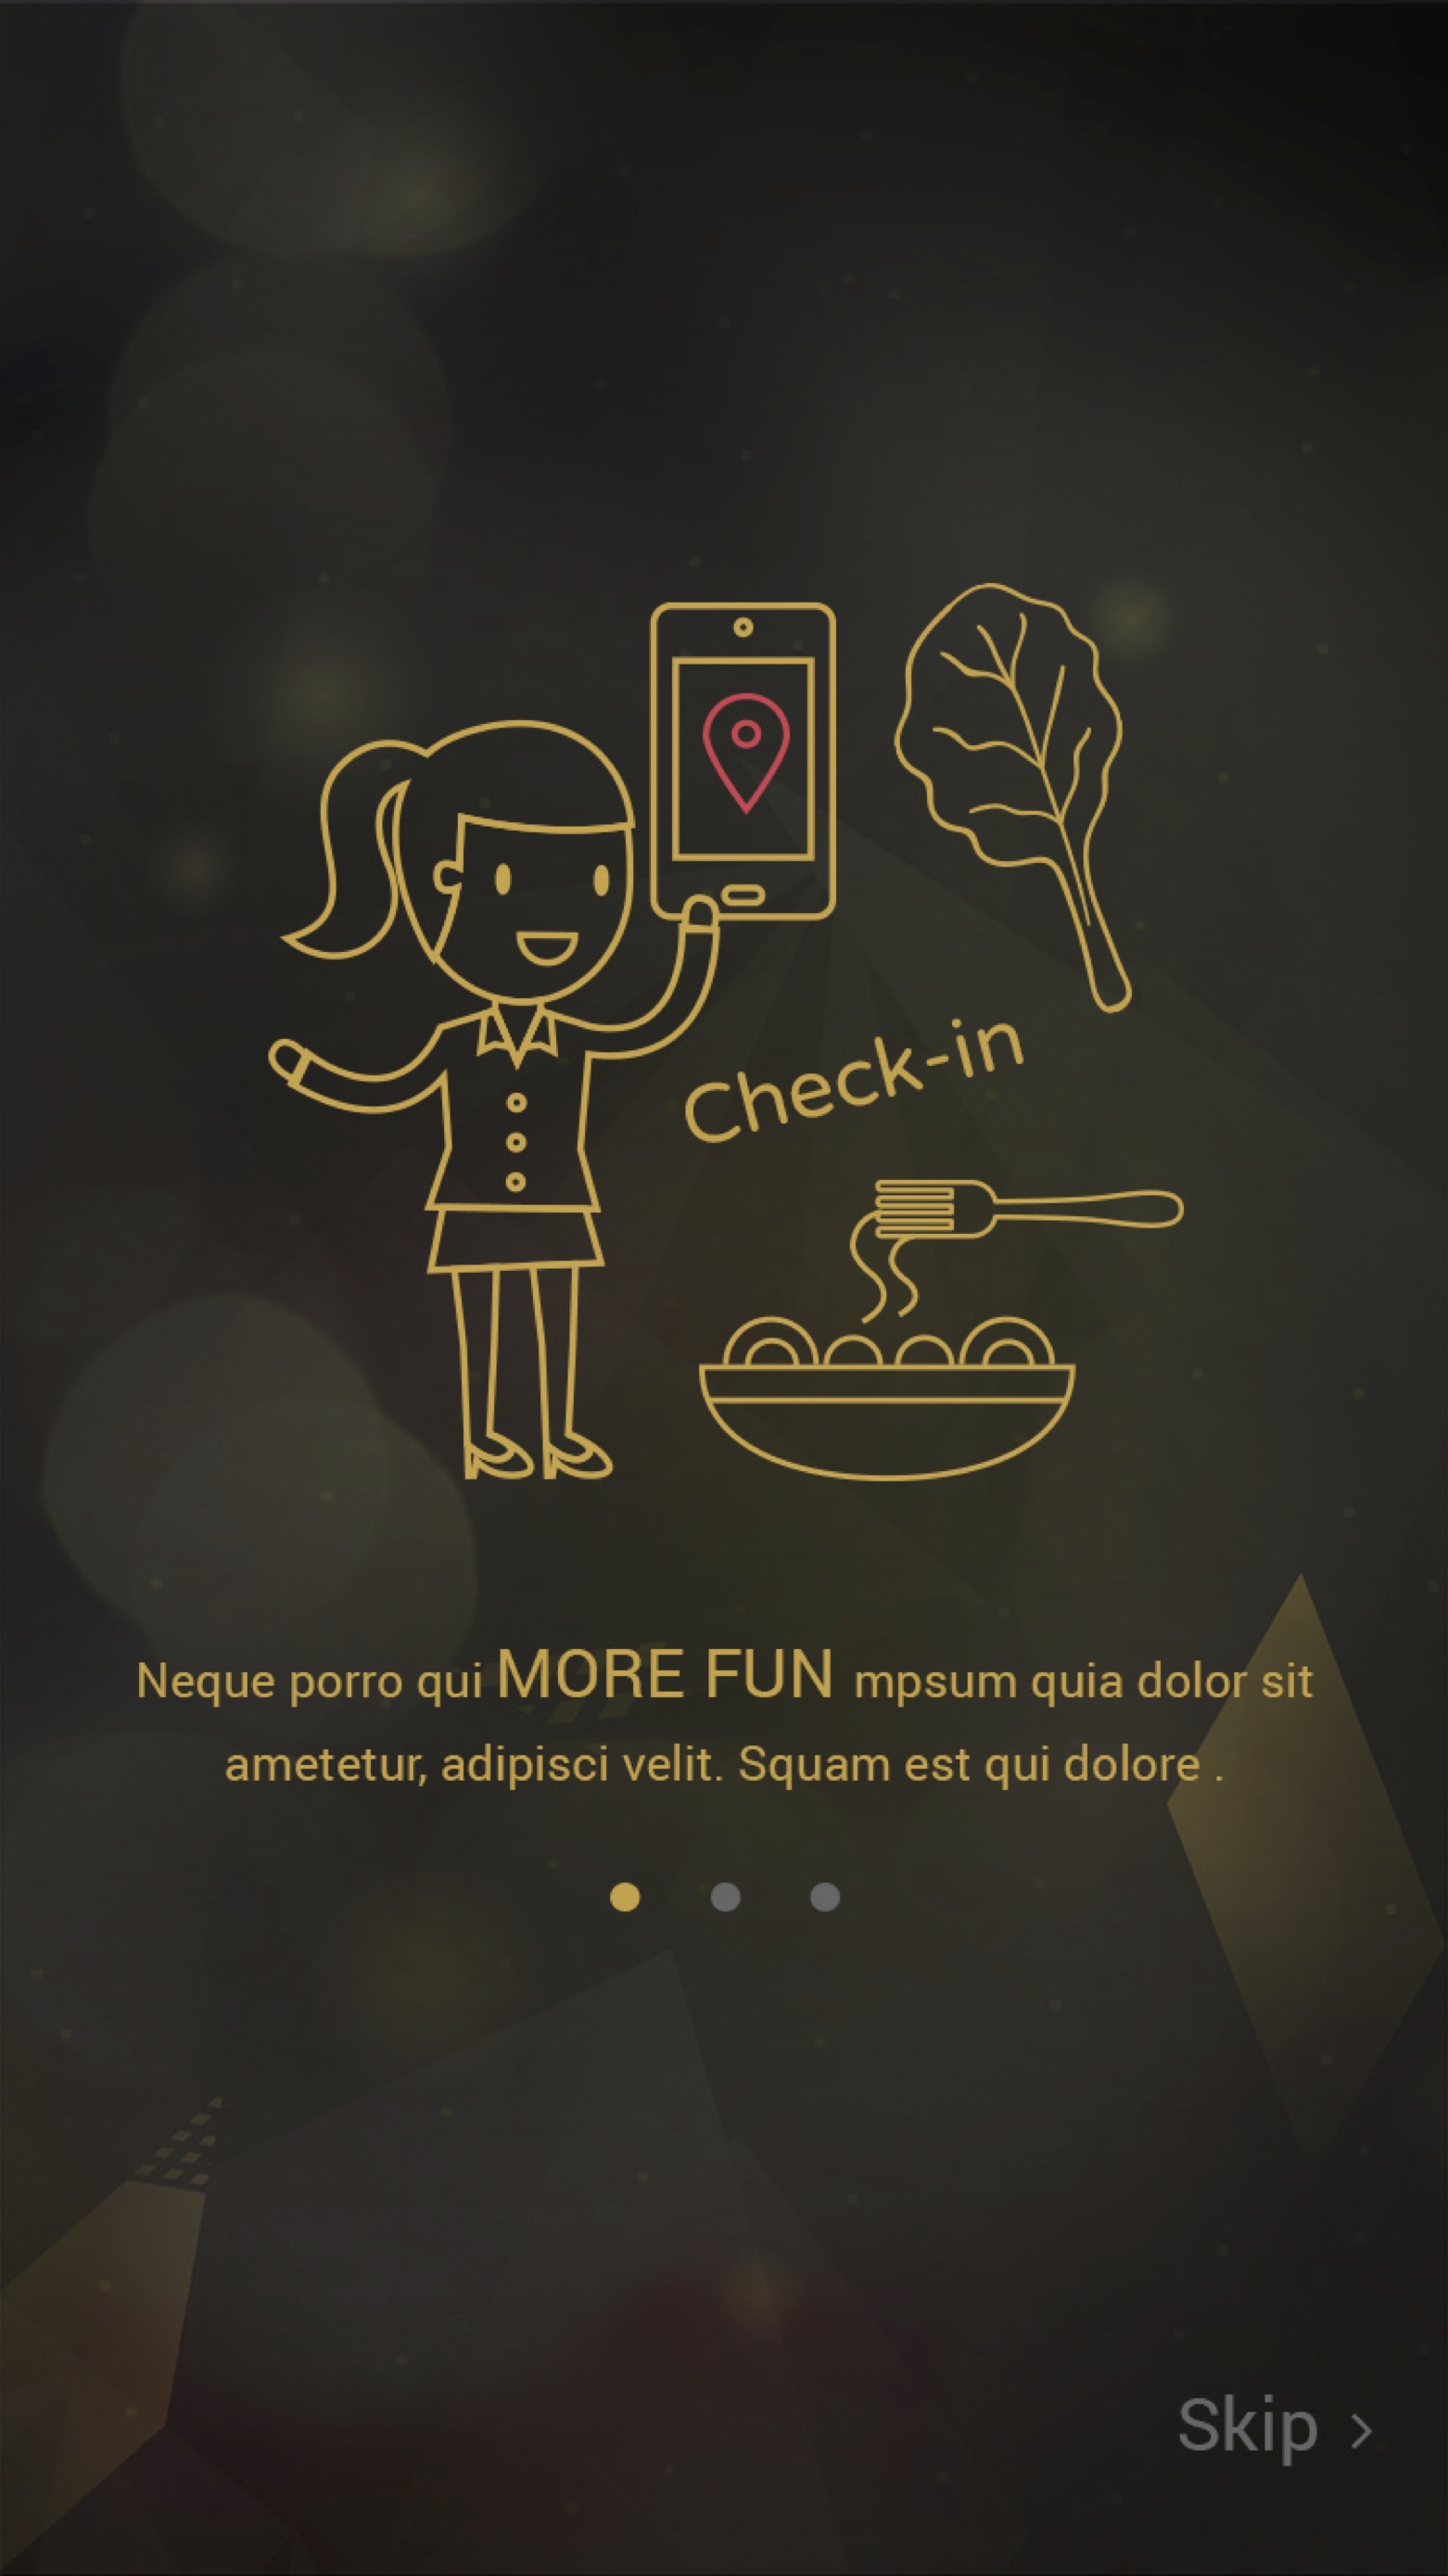 Check-in
Neque porro qui MORE FUN mpsum quia dolor sit
ametetur, adipisci velit. Squam est qui dolore .
Skip >